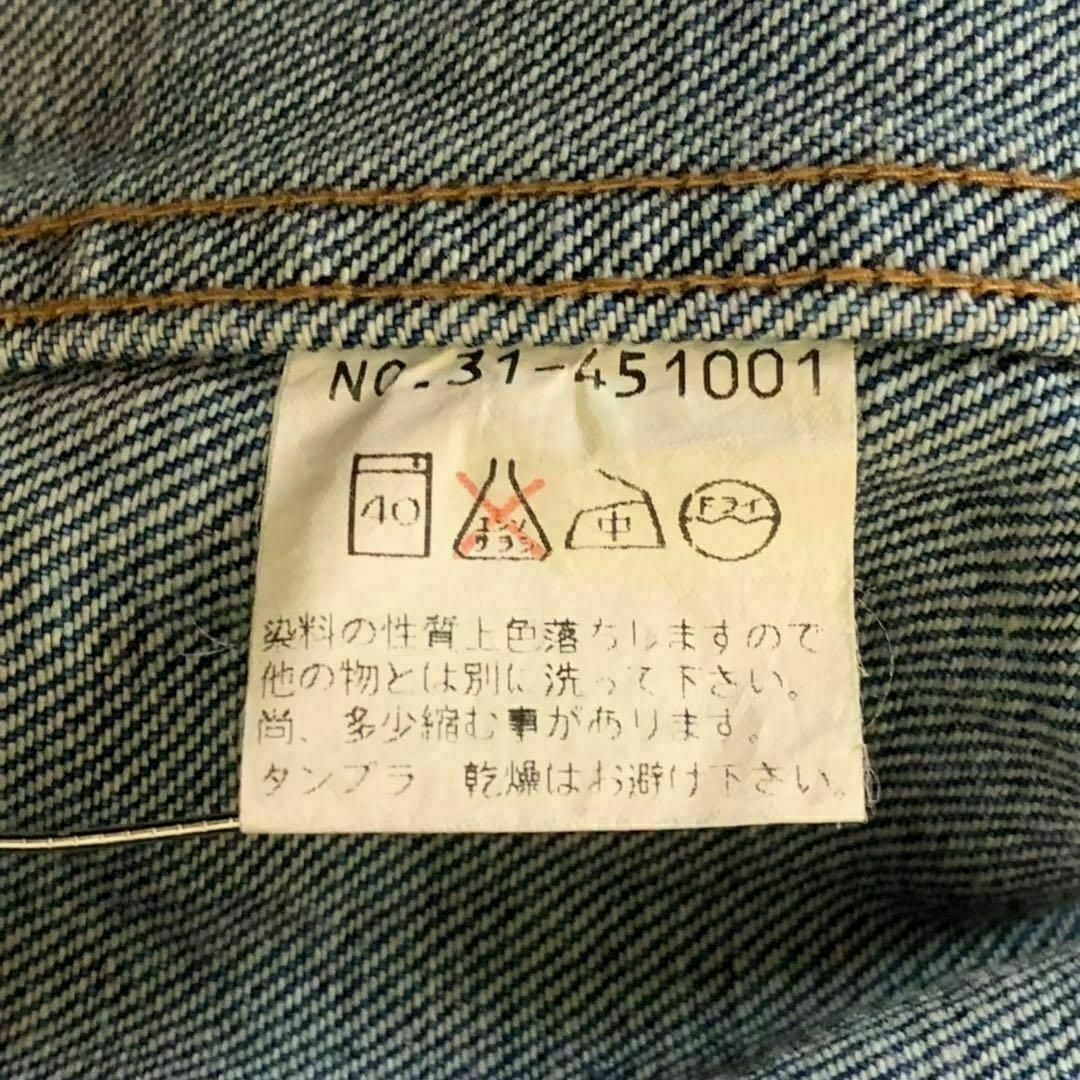 NO.31-451001
40 エンソサラシ 中 ドライ
染料の性質上色落ちしますので
他の物とは別に洗って下さい。
尚、多少縮む事があります。
タンブラ 乾燥はお避け下さい。